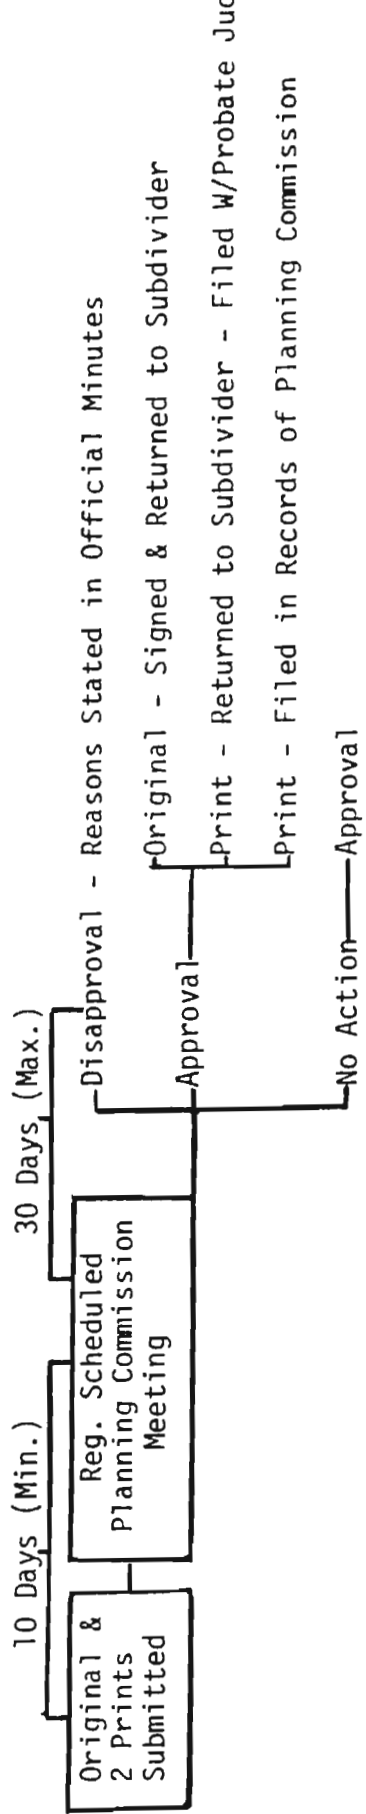 10 Days (Min.)
30 Days (Max.)
Original &
2 Prints
Submitted
Reg. Scheduled
Planning Commission
Meeting
Disapproval - Reasons Stated in Official Minutes
Approval
Original - Signed & Returned to Subdivider
Print - Returned to Subdivider - Filed W/Probate
Print - Filed in Records of Planning Commission
No Action
Approval